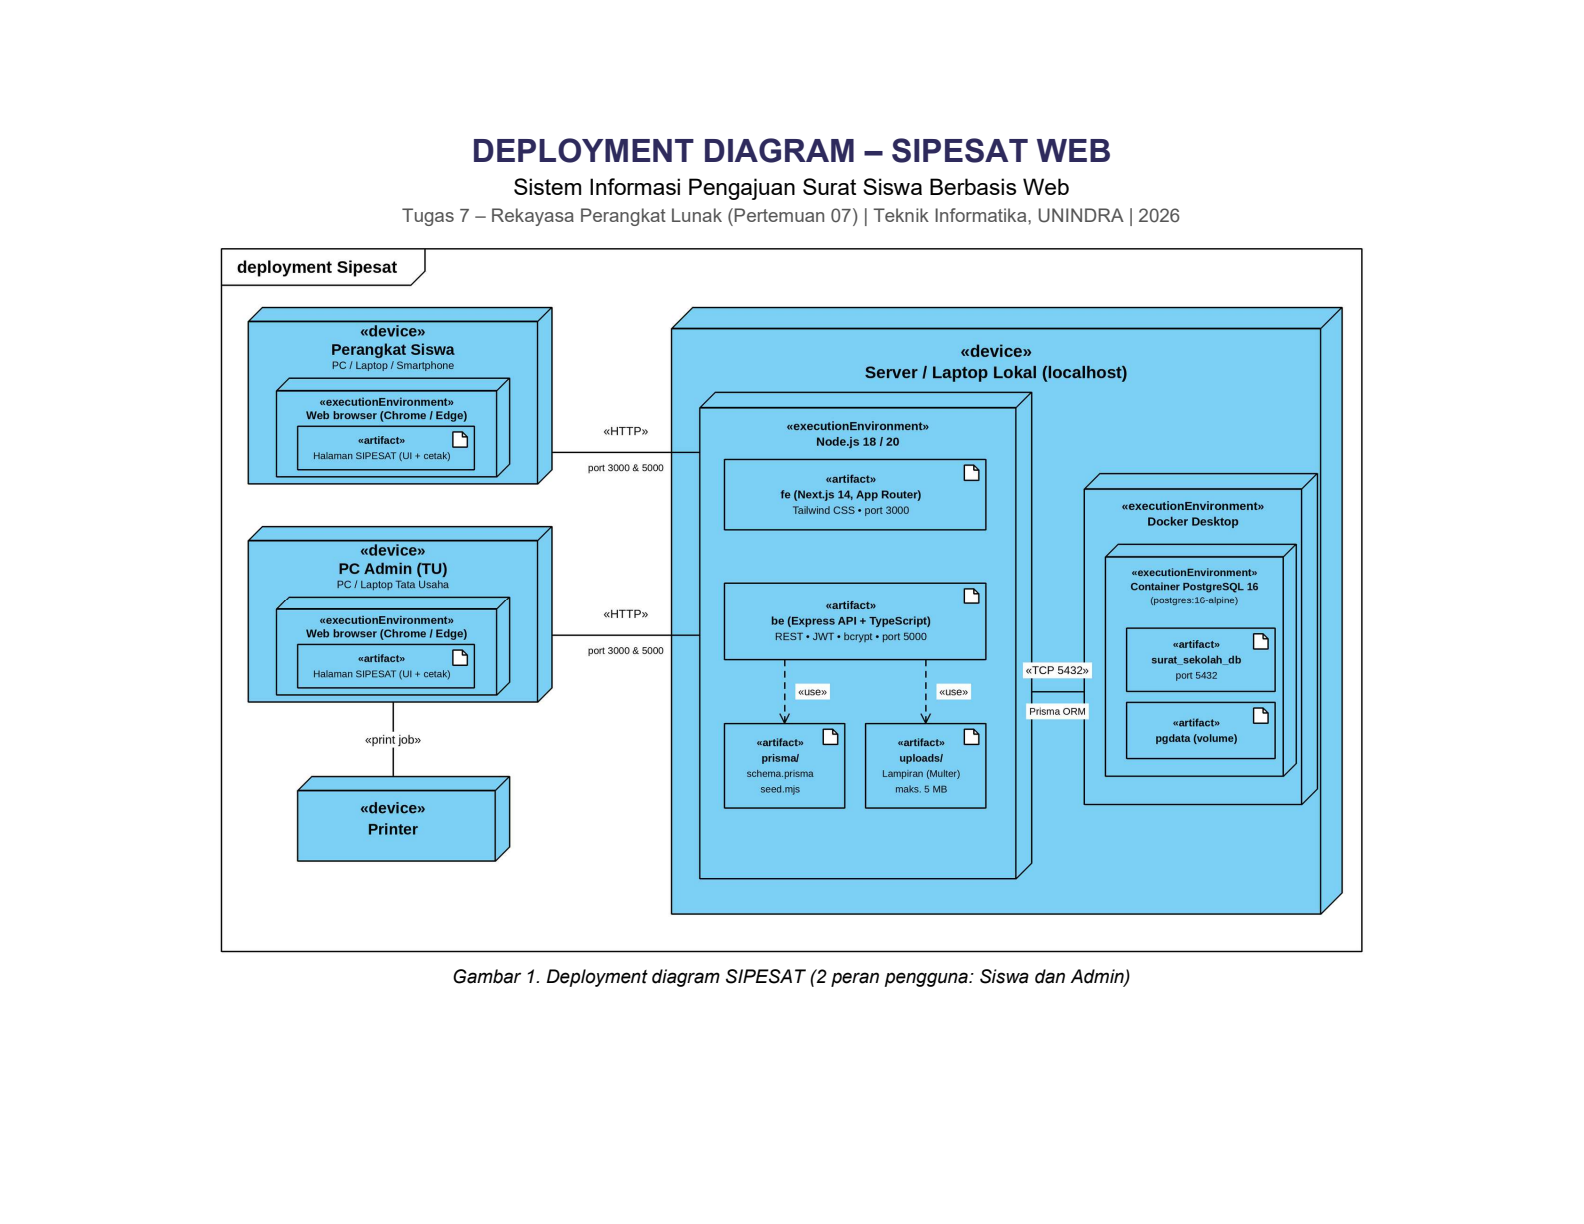 DEPLOYMENT DIAGRAM – SIPESAT WEB
Sistem Informasi Pengajuan Surat Siswa Berbasis Web
Tugas 7 – Rekayasa Perangkat Lunak (Pertemuan 07) | Teknik Informatika, UNINDRA | 2026
deployment Sipesat
«device»
Perangkat Siswa
PC / Laptop / Smartphone
«executionEnvironment»
Web browser (Chrome / Edge)
«artifact»
Halaman SIPESAT (UI + cetak)
«HTTP»
port 3000 & 5000
«device»
PC Admin (TU)
PC / Laptop Tata Usaha
«executionEnvironment»
Web browser (Chrome / Edge)
«artifact»
Halaman SIPESAT (UI + cetak)
«HTTP»
port 3000 & 5000
«print job»
«device»
Printer
«device»
Server / Laptop Lokal (localhost)
«executionEnvironment»
Node.js 18 / 20
«artifact»
fe (Next.js 14, App Router)
Tailwind CSS • port 3000
«artifact»
be (Express API + TypeScript)
REST • JWT • bcrypt • port 5000
«use»
«use»
«artifact»
prisma/
schema.prisma
seed.mjs
«artifact»
uploads/
Lampiran (Multer)
maks. 5 MB
«TCP 5432»
Prisma ORM
«executionEnvironment»
Docker Desktop
«executionEnvironment»
Container PostgreSQL 16
(postgres:16-alpine)
«artifact»
surat_sekolah_db
port 5432
«artifact»
pgdata (volume)
Gambar 1. Deployment diagram SIPESAT (2 peran pengguna: Siswa dan Admin)